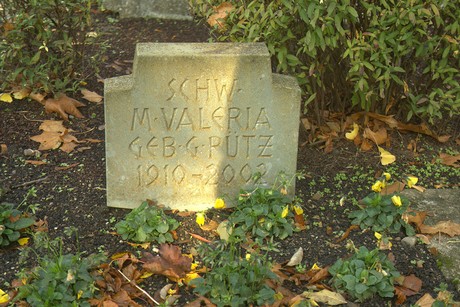 SCHW·
M·VALERIA
GEB·G·PÜTZ
1910-2002